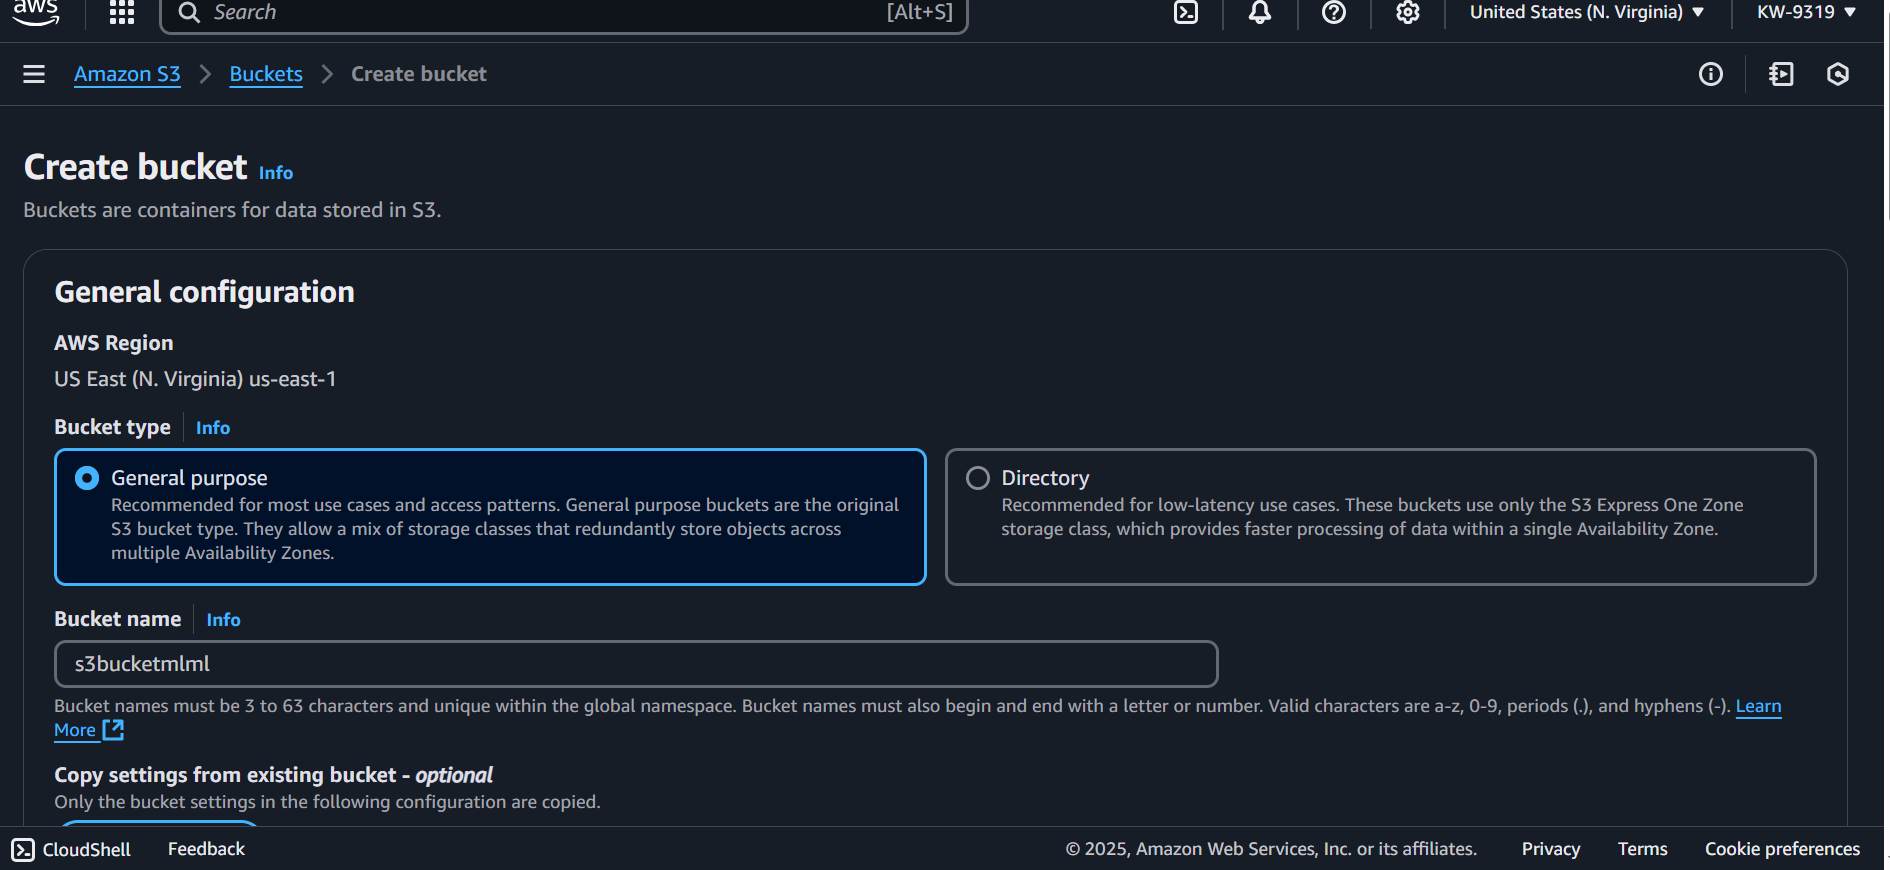 aws
Search
[Alt+S]
United States (N. Virginia)
KW-9319
Amazon S3
Buckets
Create bucket
Create bucket Info
Buckets are containers for data stored in S3.
General configuration
AWS Region
US East (N. Virginia) us-east-1
Bucket type Info
General purpose
Recommended for most use cases and access patterns. General purpose buckets are the original
S3 bucket type. They allow a mix of storage classes that redundantly store objects across
multiple Availability Zones.
Directory
Recommended for low-latency use cases. These buckets use only the S3 Express One Zone
storage class, which provides faster processing of data within a single Availability Zone.
Bucket name Info
s3bucketmlml
Bucket names must be 3 to 63 characters and unique within the global namespace. Bucket names must also begin and end with a letter or number. Valid characters are a-z, 0-9, periods (.), and hyphens (-). Learn
More
Copy settings from existing bucket - optional
Only the bucket settings in the following configuration are copied.
CloudShell
Feedback
© 2025, Amazon Web Services, Inc. or its affiliates.
Privacy
Terms
Cookie preferences